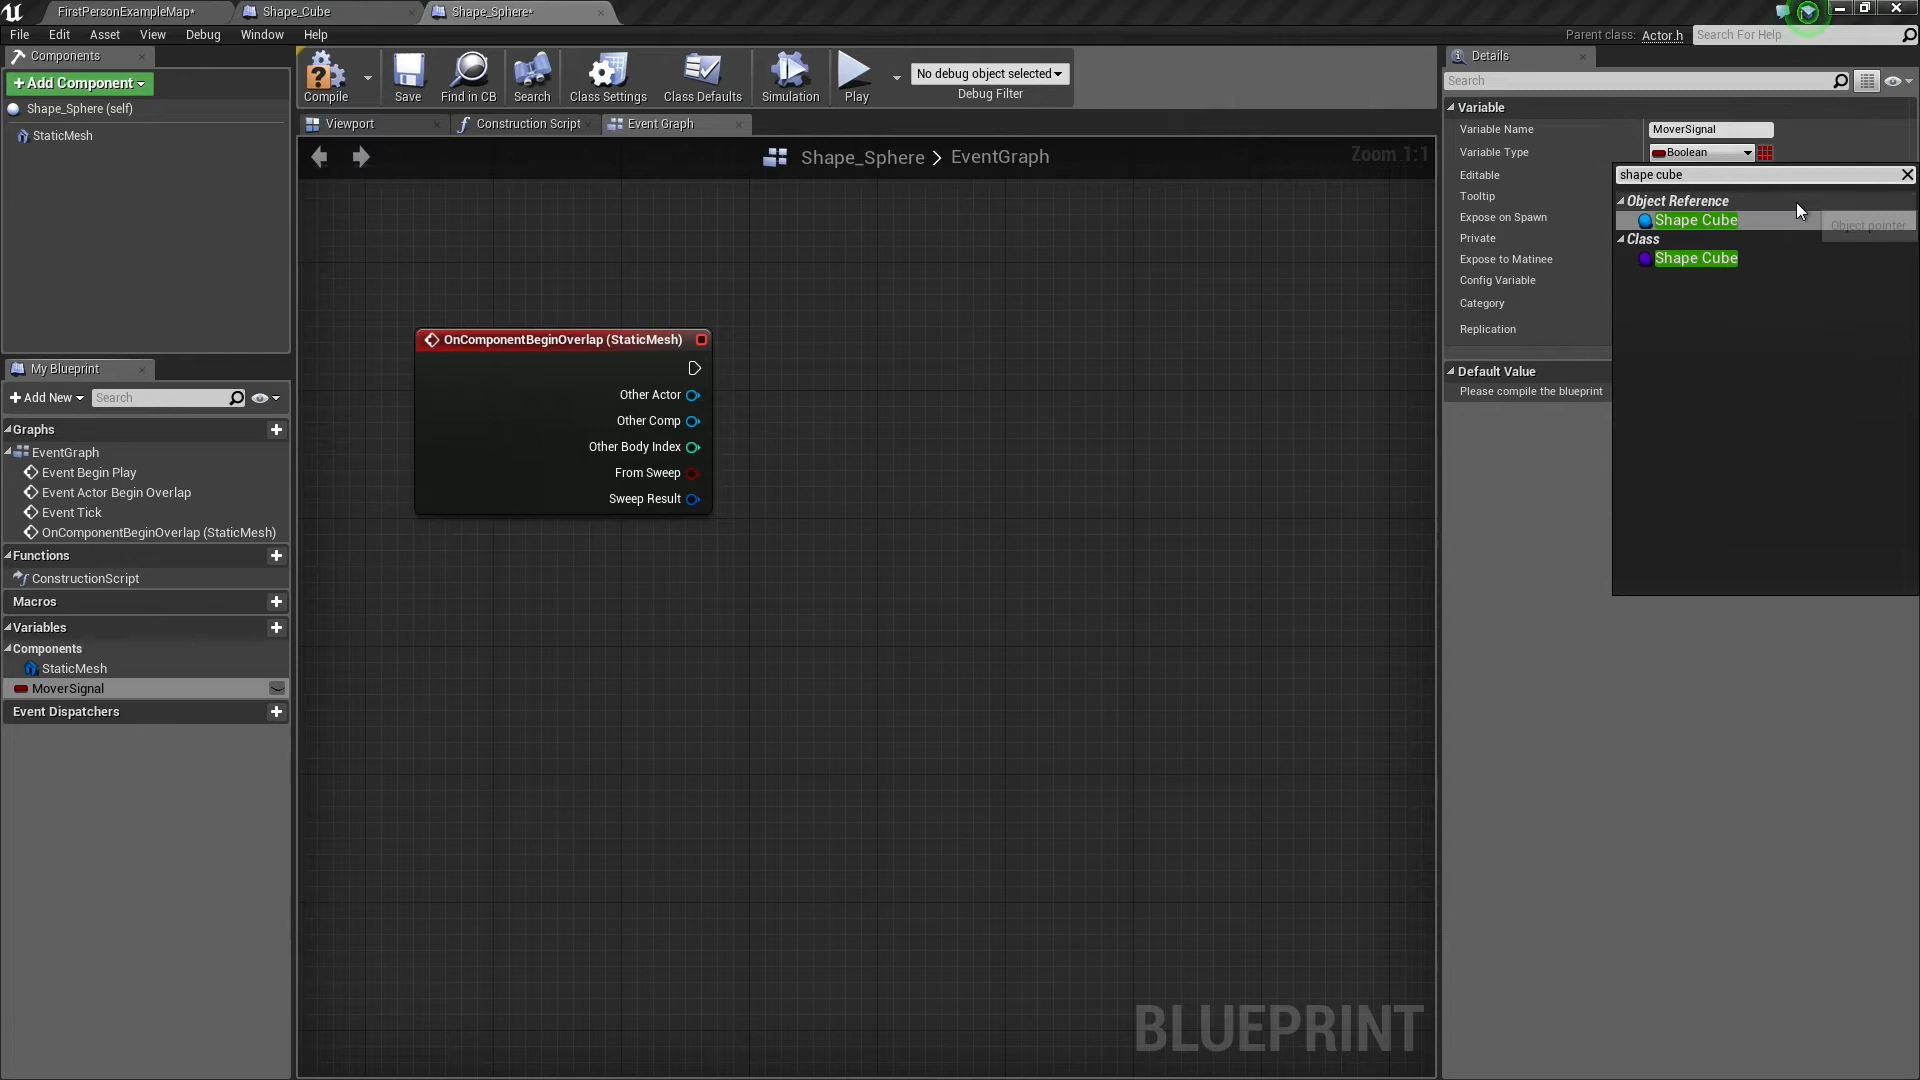 FirstPersonExampleMap*
Shape_Cube
Shape_Sphere*
File Edit Asset View Debug Window Help
Parent class: Actor.h
Search For Help
Components
+Add Component
Shape_Sphere (self)
StaticMesh
Compile
Save
Find in CB
Search
Class Settings
Class Defaults
Simulation
Play
No debug object selected
Debug Filter
Viewport
Construction Script
Event Graph
Shape_Sphere > EventGraph
Zoom 1:1
OnComponentBeginOverlap (StaticMesh)
Other Actor
Other Comp
Other Body Index
From Sweep
Sweep Result
BLUEPRINT
My Blueprint
+Add New
Search
Graphs
EventGraph
Event Begin Play
Event Actor Begin Overlap
Event Tick
OnComponentBeginOverlap (StaticMesh)
Functions
ConstructionScript
Macros
Variables
Components
StaticMesh
MoverSignal
Event Dispatchers
Details
Search
Variable
Variable Name MoverSignal
Variable Type Boolean
Editable
Tooltip
Expose on Spawn
Private
Expose to Matinee
Config Variable
Category
Replication
Default Value
Please compile the blueprint
shape cube
Object Reference
Shape Cube
Object pointer
Class
Shape Cube